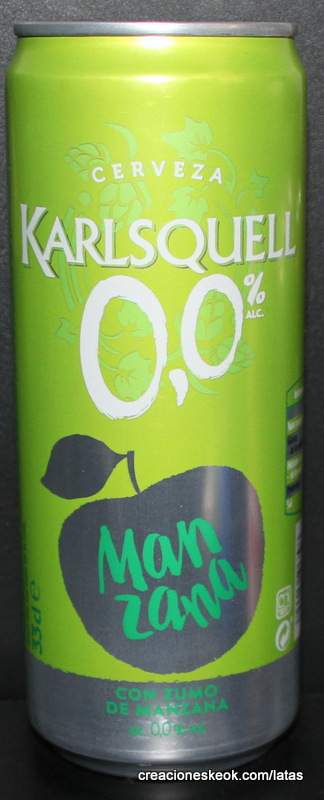 CERVEZA
KARLSQUELL
0,0%
ALC.
Man
zana
33cl e
CON ZUMO
DE MANZANA
creacioneskeok.com/latas